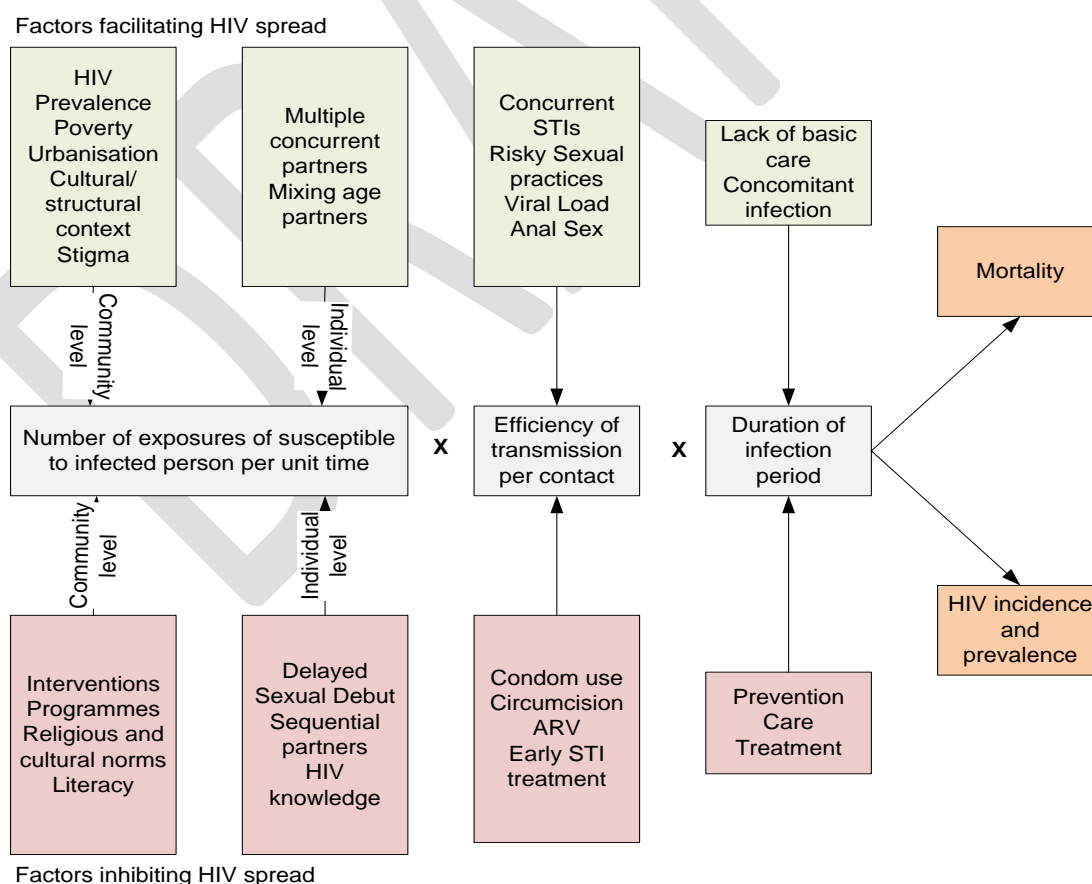 Factors facilitating HIV spread
HIV
Prevalence
Poverty
Urbanisation
Cultural/
structural
context
Stigma
Multiple
concurrent
partners
Mixing age
partners
Concurrent
STIs
Risky Sexual
practices
Viral Load
Anal Sex
Lack of basic
care
Concomitant
infection
Mortality
Community
level
Individual
level
Number of exposures of susceptible
to infected person per unit time
X
Efficiency of
transmission
per contact
X
Duration of
infection
period
Community
level
Individual
level
HIV incidence
and
prevalence
Interventions
Programmes
Religious and
cultural norms
Literacy
Delayed
Sexual Debut
Sequential
partners
HIV
knowledge
Condom use
Circumcision
ARV
Early STI
treatment
Prevention
Care
Treatment
Factors inhibiting HIV spread